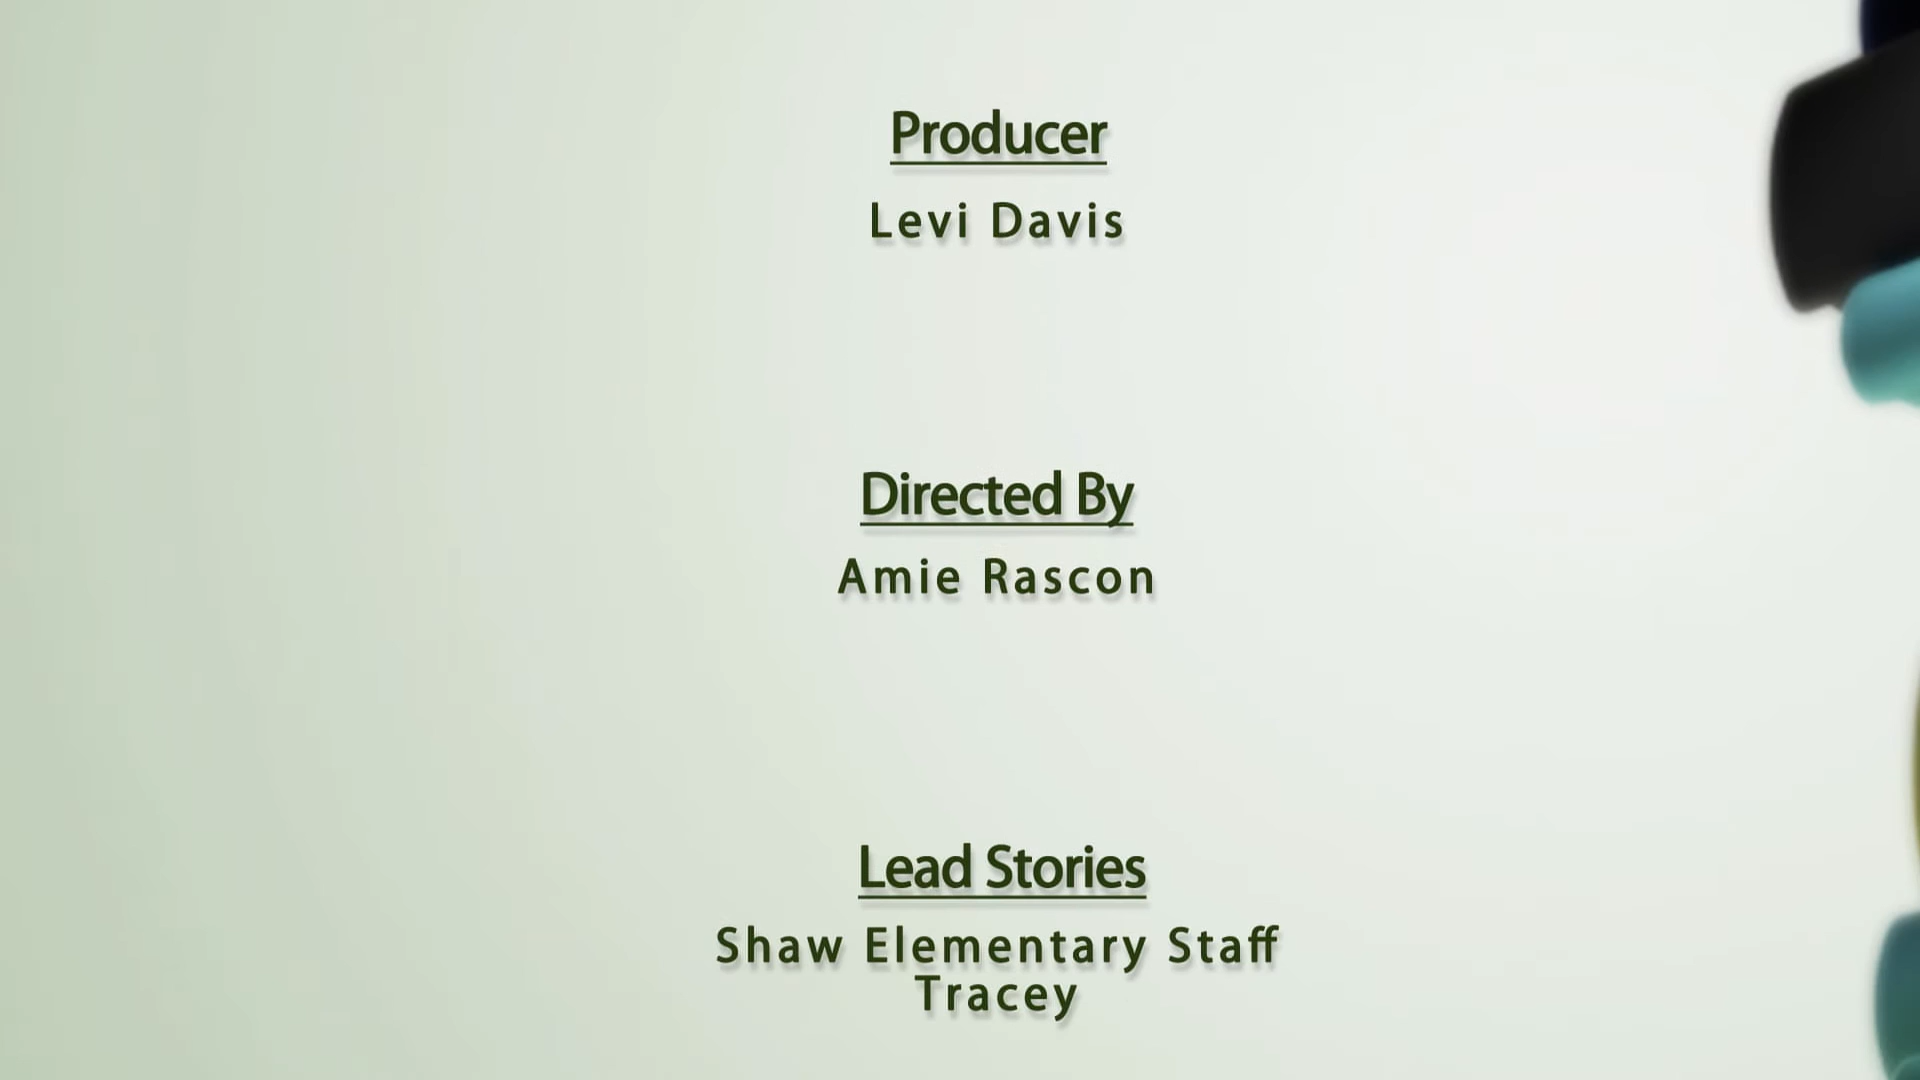 Producer
Levi Davis
Directed By
Amie Rascon
Lead Stories
Shaw Elementary Staff
Tracey